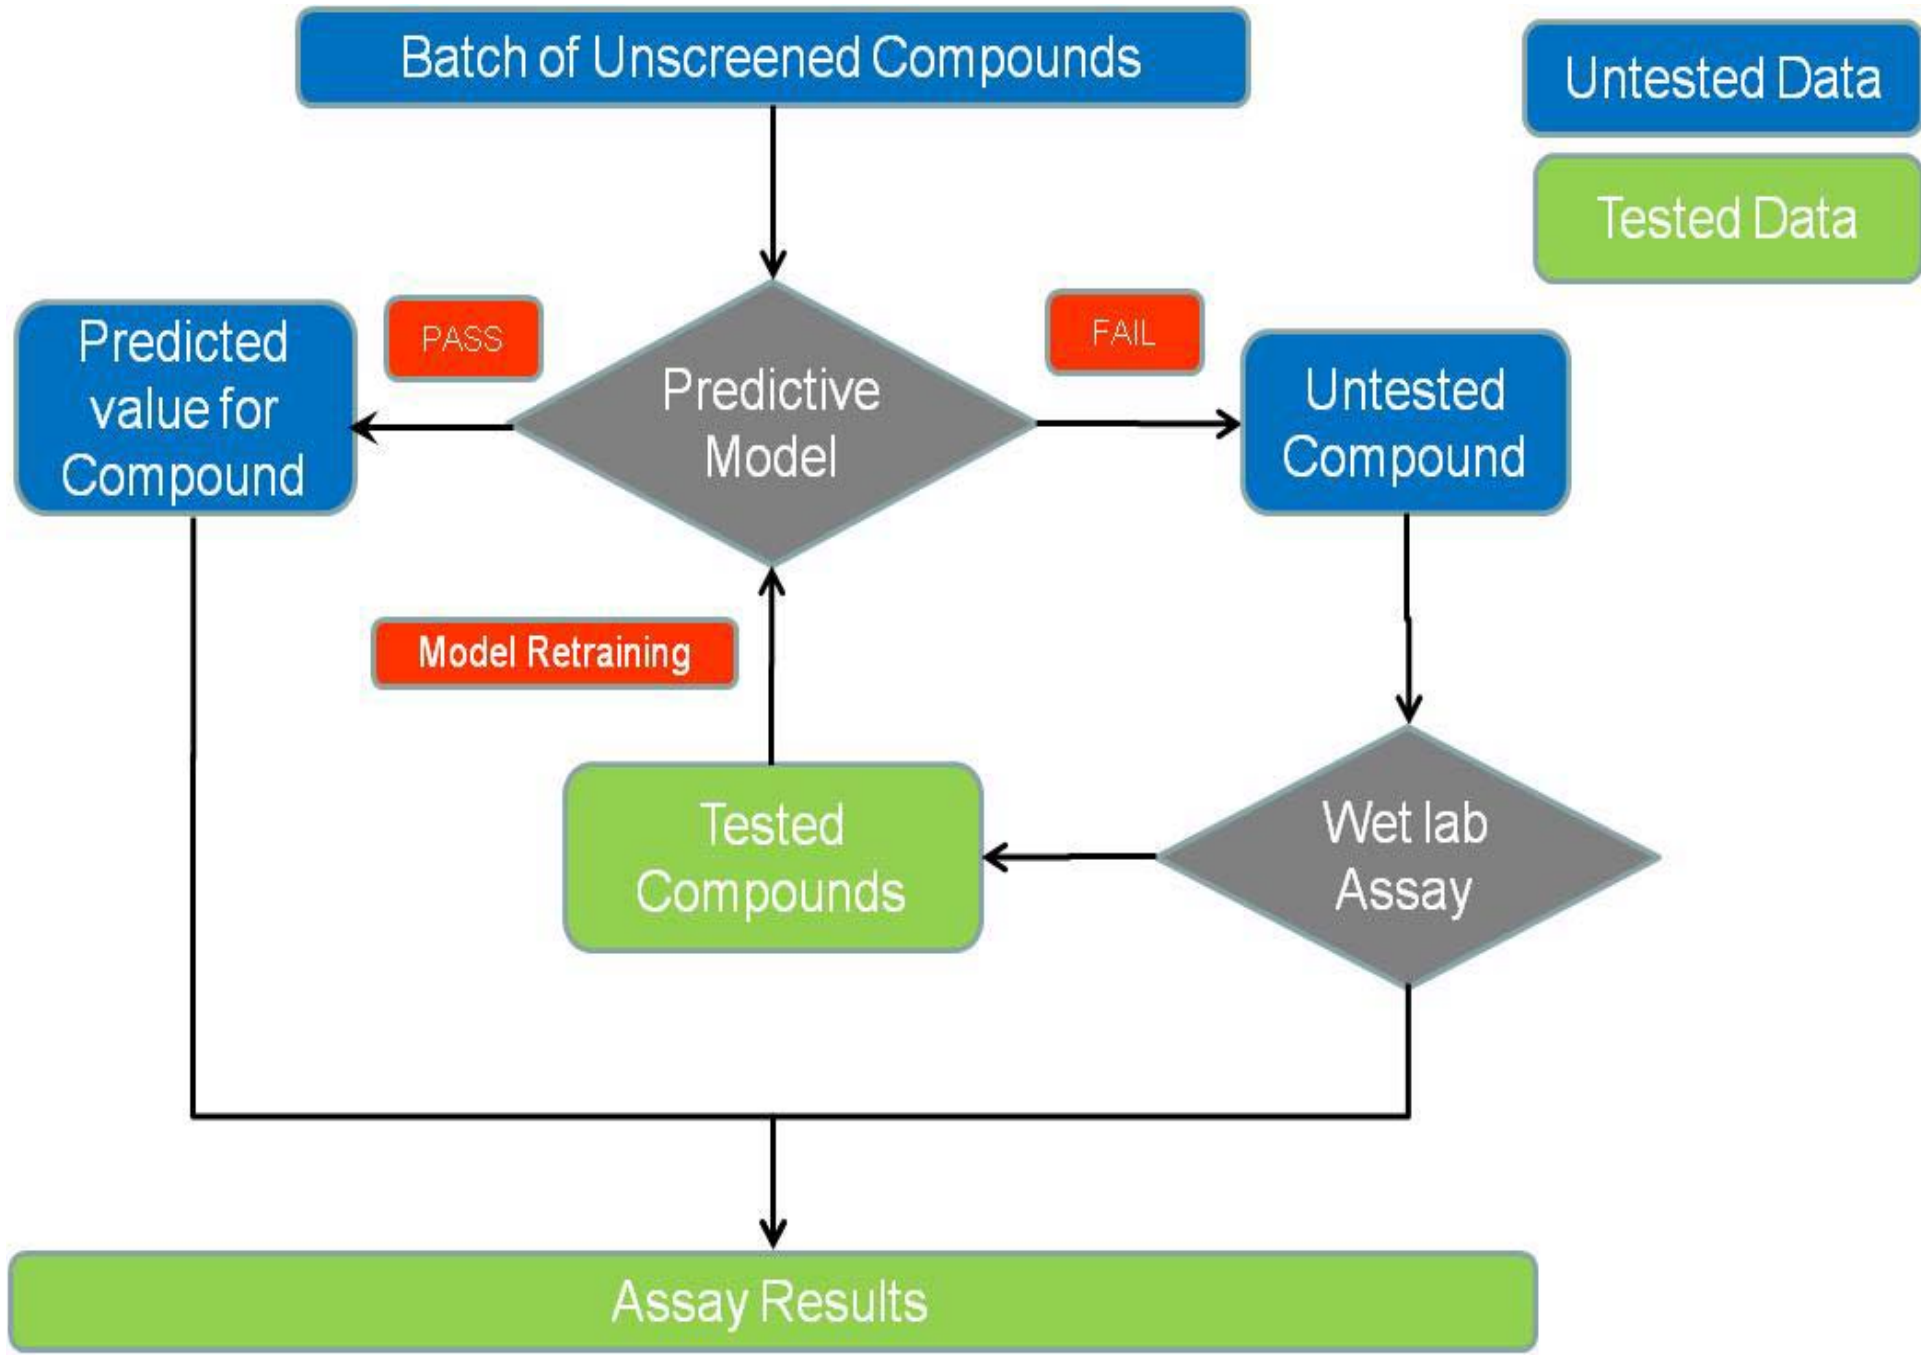 Batch of Unscreened Compounds
Untested Data
Tested Data
Predicted
value for
Compound
PASS
Predictive
Model
FAIL
Untested
Compound
Model Retraining
Tested
Compounds
Wet lab
Assay
Assay Results